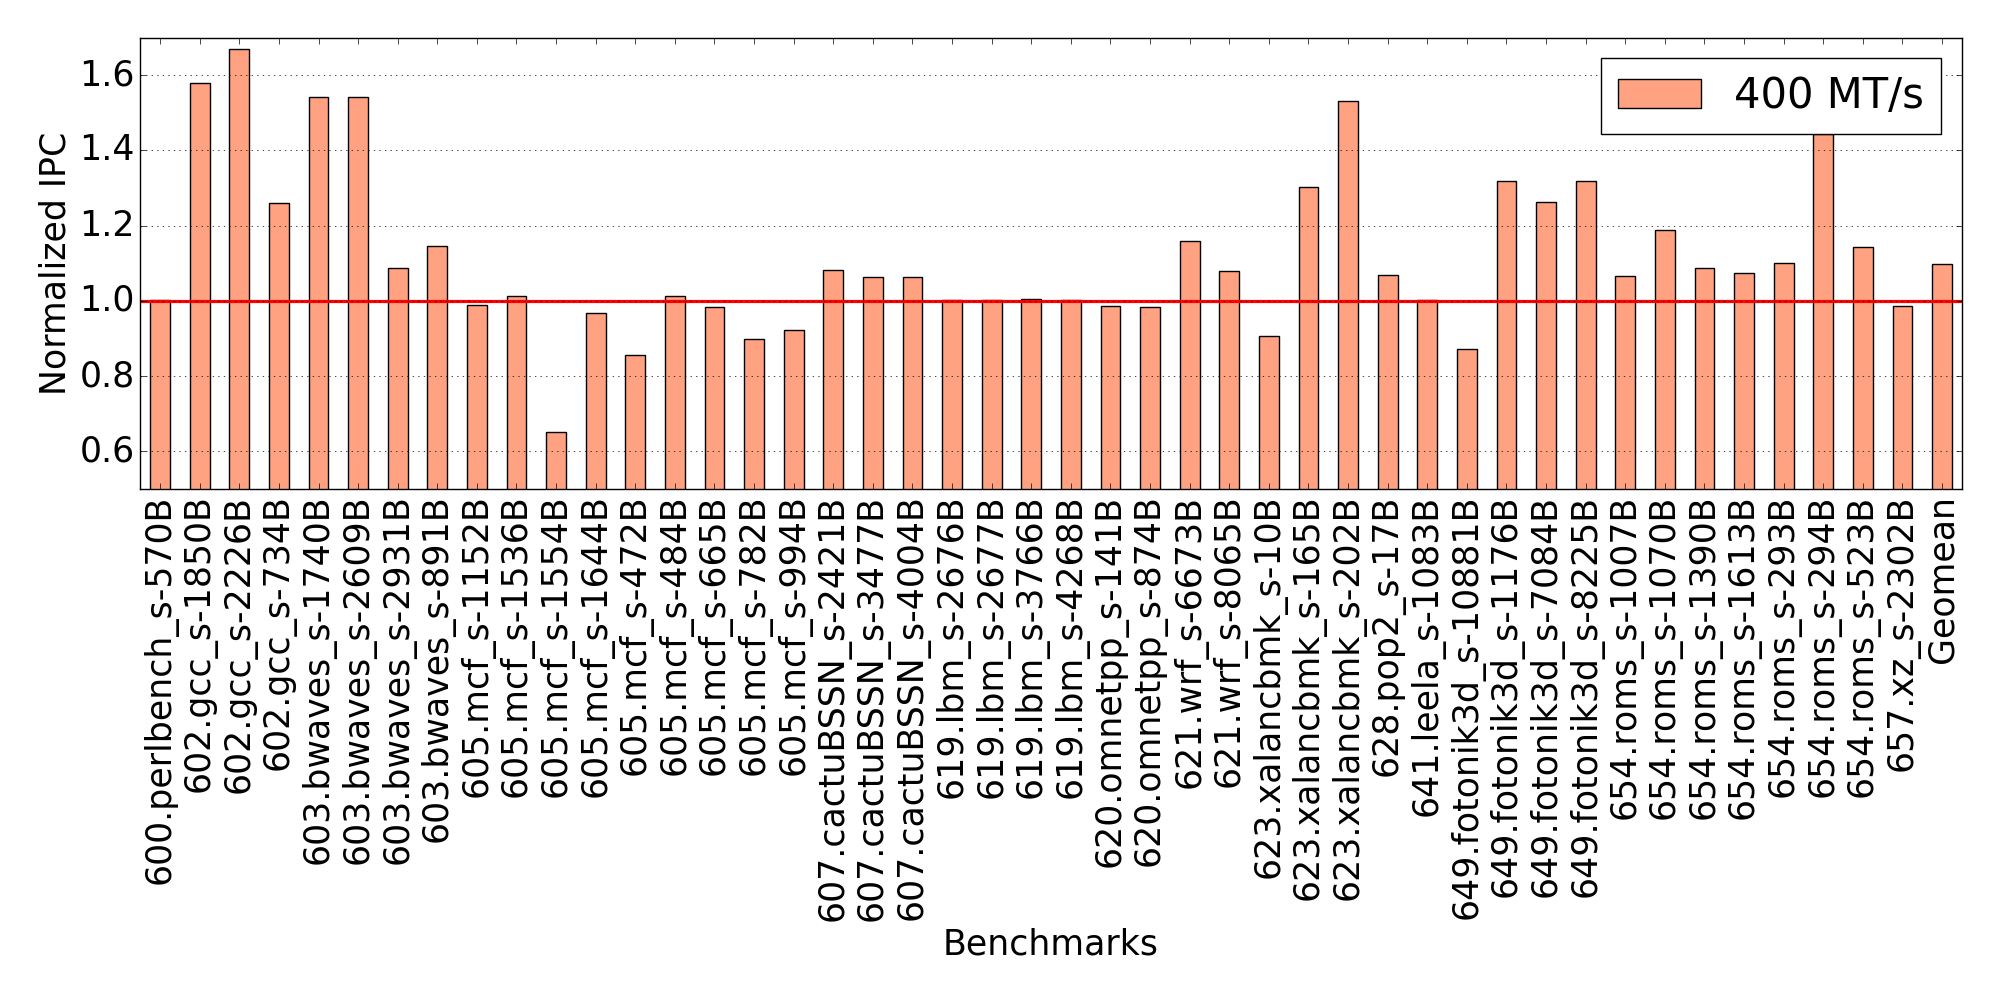 400 MT/s
Normalized IPC
1.6
1.4
1.2
1.0
0.8
0.6
600.perlbench_s-570B
602.gcc_s-1850B
602.gcc_s-2226B
602.gcc_s-734B
603.bwaves_s-1740B
603.bwaves_s-2609B
603.bwaves_s-2931B
603.bwaves_s-891B
605.mcf_s-1152B
605.mcf_s-1536B
605.mcf_s-1554B
605.mcf_s-1644B
605.mcf_s-472B
605.mcf_s-484B
605.mcf_s-665B
605.mcf_s-782B
605.mcf_s-994B
607.cactuBSSN_s-2421B
607.cactuBSSN_s-3477B
607.cactuBSSN_s-4004B
619.lbm_s-2676B
619.lbm_s-2677B
619.lbm_s-3766B
619.lbm_s-4268B
620.omnetpp_s-141B
620.omnetpp_s-874B
621.wrf_s-6673B
621.wrf_s-8065B
623.xalancbmk_s-10B
623.xalancbmk_s-165B
623.xalancbmk_s-202B
628.pop2_s-17B
641.leela_s-1083B
649.fotonik3d_s-10881B
649.fotonik3d_s-1176B
649.fotonik3d_s-7084B
649.fotonik3d_s-8225B
654.roms_s-1007B
654.roms_s-1070B
654.roms_s-1390B
654.roms_s-1613B
654.roms_s-293B
654.roms_s-294B
654.roms_s-523B
657.xz_s-2302B
Geomean
Benchmarks